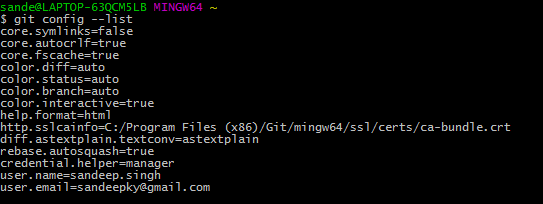 sande@LAPTOP-63QCM5LB MINGW64 ~
$ git config --list
core.symlinks=false
core.autocrlf=true
core.fscache=true
color.diff=auto
color.status=auto
color.branch=auto
color.interactive=true
help.format=html
http.sslcainfo=C:/Program Files (x86)/Git/mingw64/ssl/certs/ca-bundle.crt
diff.astextplain.textconv=astextplain
rebase.autosquash=true
credential.helper=manager
user.name=sandeep.singh
user.email=sandeepky@gmail.com